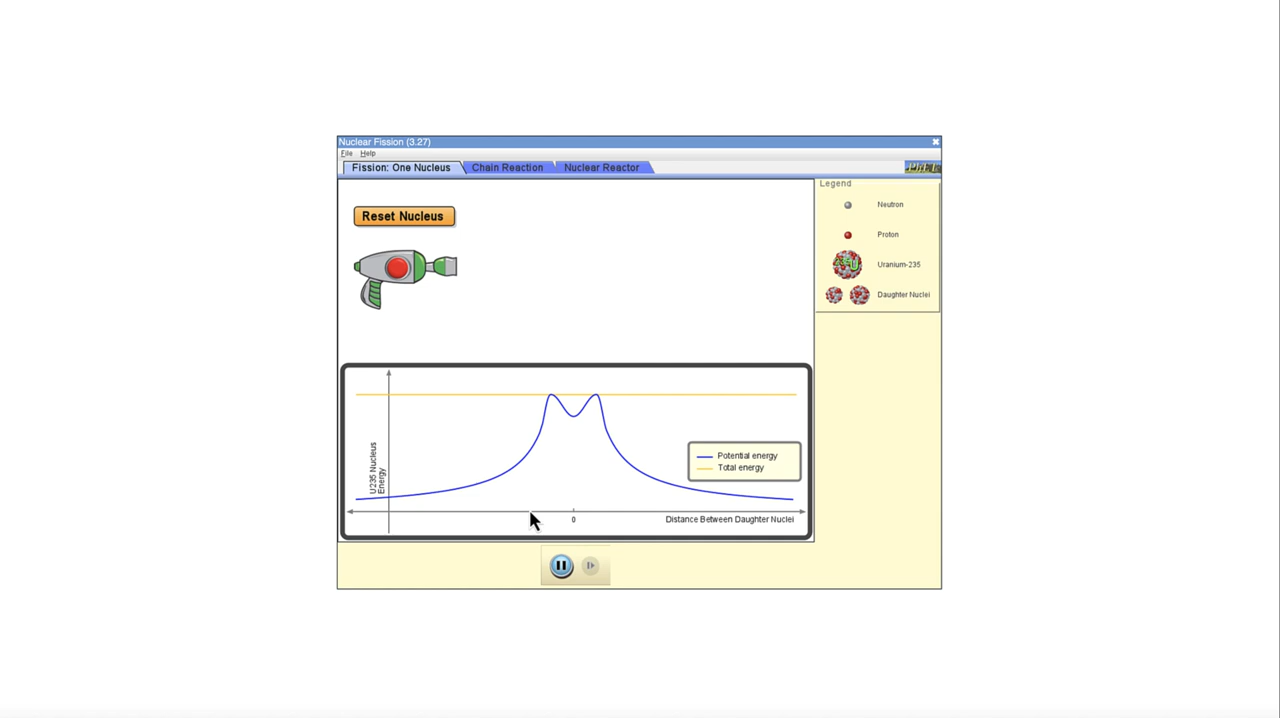 Nuclear Fission (3.27)
File Help
Fission: One Nucleus Chain Reaction Nuclear Reactor
Legend
Reset Nucleus
Neutron
Proton
Uranium-235
Daughter Nuclei
U235 Nucleus
Energy
Potential energy
Total energy
0
Distance Between Daughter Nuclei